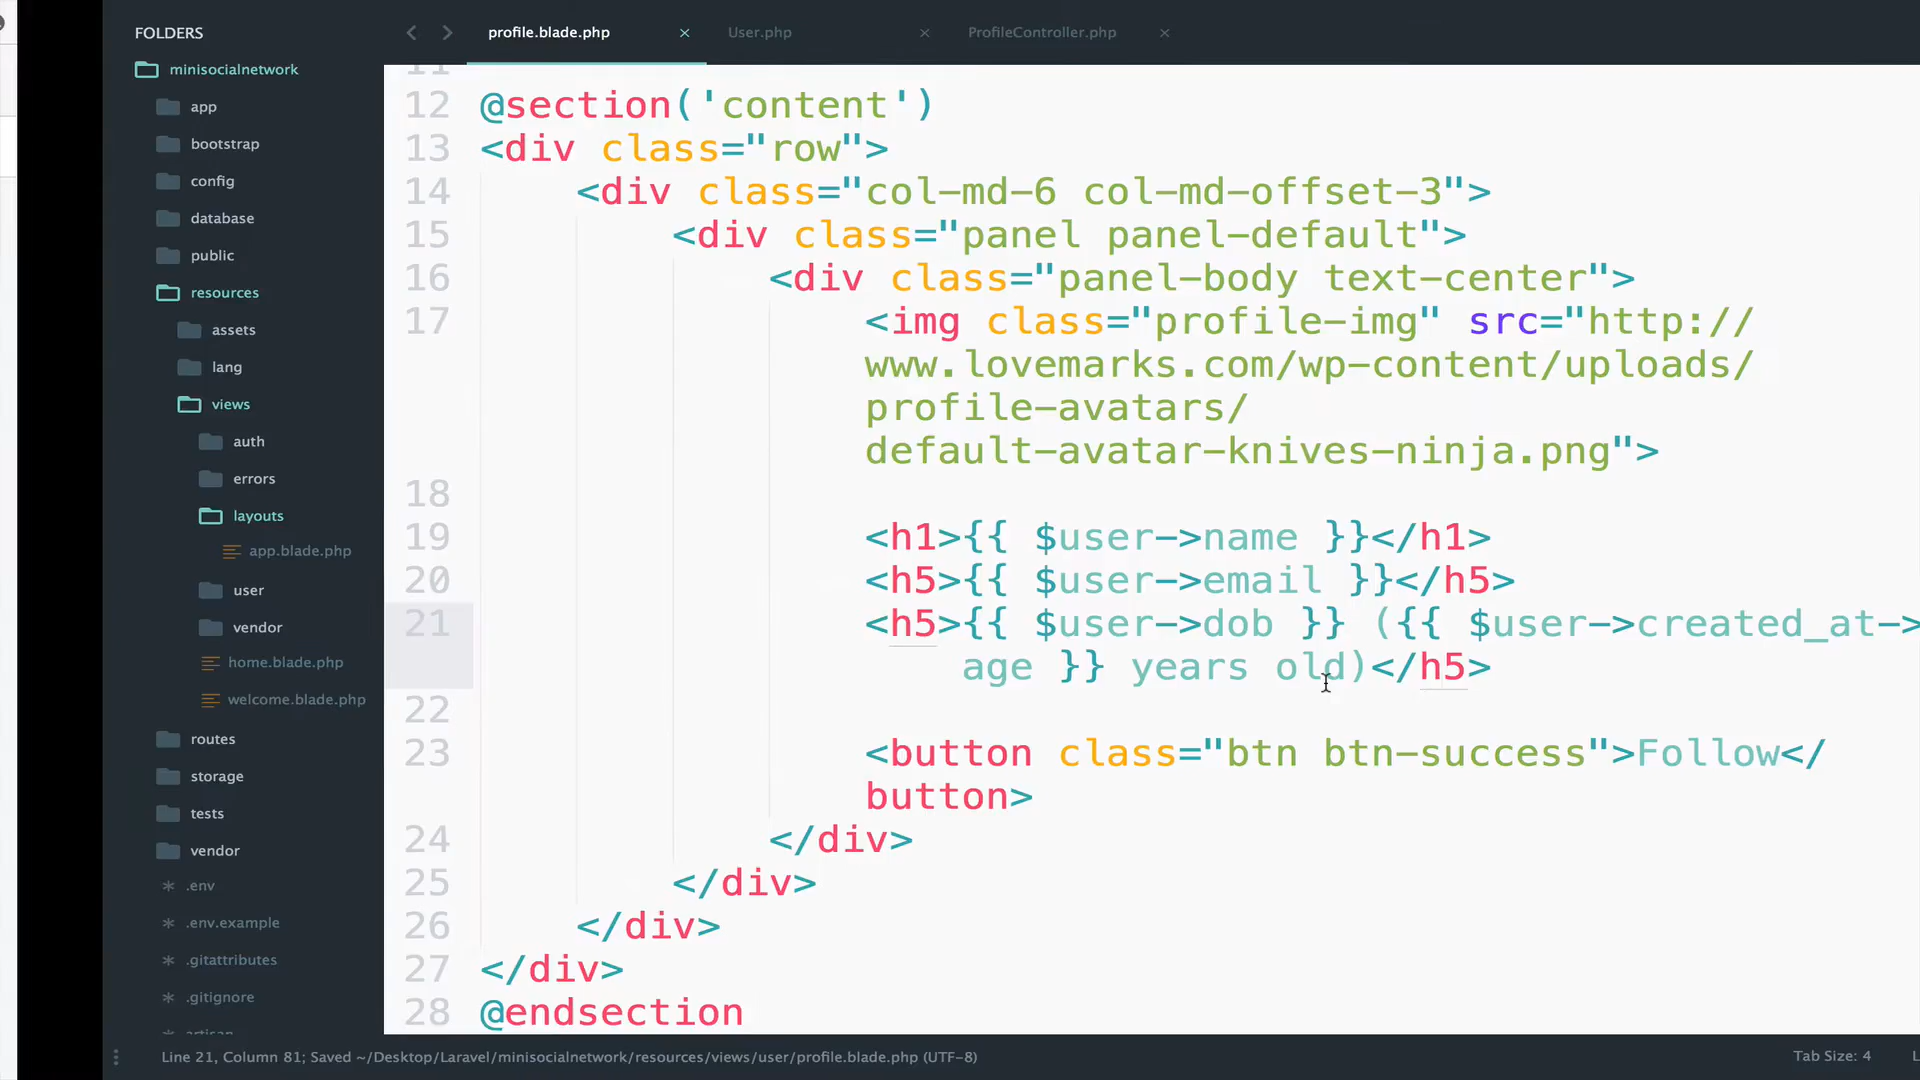 FOLDERS
minisocialnetwork
app
bootstrap
config
database
public
resources
assets
lang
views
auth
errors
layouts
app.blade.php
user
vendor
home.blade.php
welcome.blade.php
routes
storage
tests
vendor
.env
.env.example
.gitattributes
.gitignore
artisan
profile.blade.php × User.php × ProfileController.php ×
11
12 @section('content')
13 <div class="row">
14 <div class="col-md-6 col-md-offset-3">
15 <div class="panel panel-default">
16 <div class="panel-body text-center">
17 <img class="profile-img" src="http://
www.lovemarks.com/wp-content/uploads/
profile-avatars/
default-avatar-knives-ninja.png">
18
19 <h1>{{ $user->name }}</h1>
20 <h5>{{ $user->email }}</h5>
21 <h5>{{ $user->dob }} ({{ $user->created_at->
age }} years old)</h5>
22
23 <button class="btn btn-success">Follow</
button>
24 </div>
25 </div>
26 </div>
27 </div>
28 @endsection
Line 21, Column 81; Saved ~/Desktop/Laravel/minisocialnetwork/resources/views/user/profile.blade.php (UTF-8) Tab Size: 4